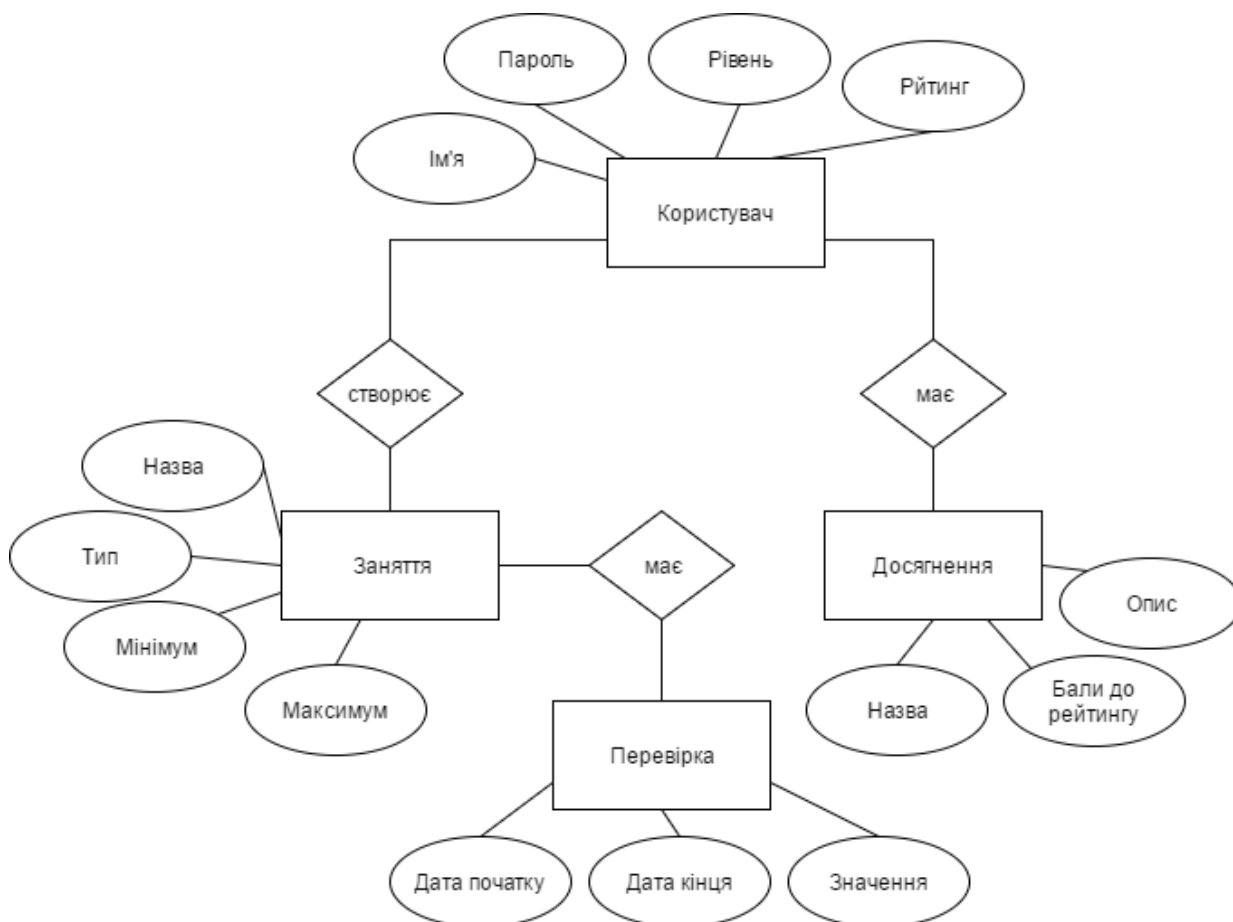 Пароль
Рівень
Рйтинг
Ім'я
Користувач
створює
має
Назва
Тип
Мінімум
Максимум
Заняття
має
Досягнення
Опис
Назва
Бали до
рейтингу
Перевірка
Дата початку
Дата кінця
Значення